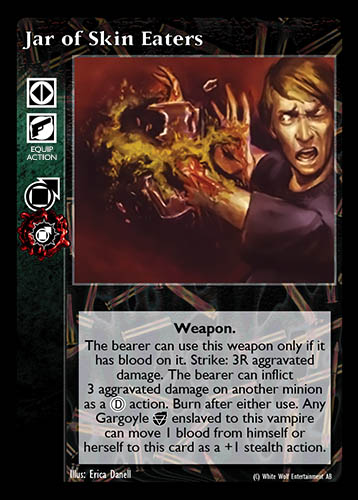 Jar of Skin Eaters
EQUIP
ACTION
Weapon.
The bearer can use this weapon only if it
has blood on it. Strike: 3R aggravated
damage. The bearer can inflict
3 aggravated damage on another minion
as a Ⓓ action. Burn after either use. Any
Gargoyle enslaved to this vampire
can move 1 blood from himself or
herself to this card as a +1 stealth action.
Illus: Erica Danell
(C) White Wolf Entertainment AB